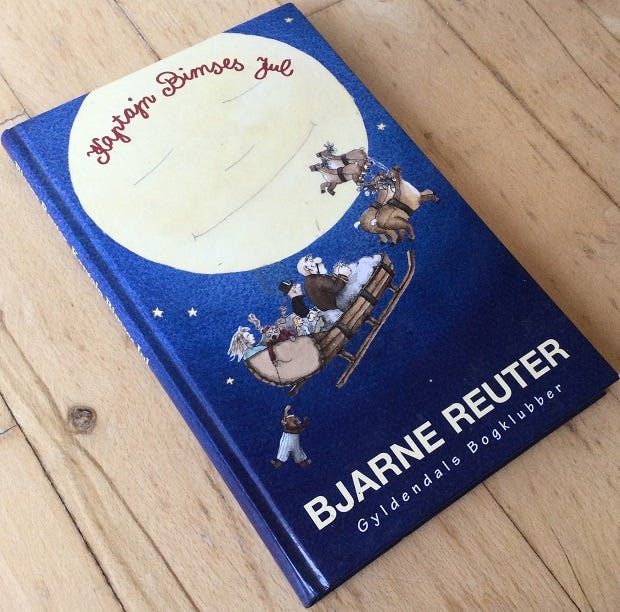 Kaptajn Bimses Jul
BJARNE REUTER
Gyldendals Bogklubber